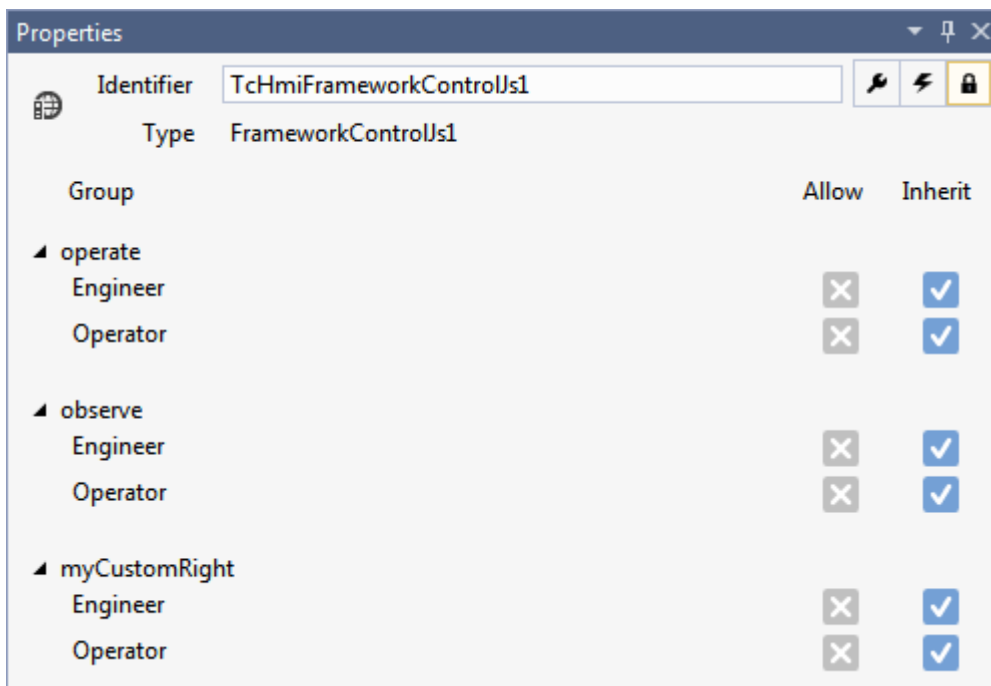 Properties
Identifier TcHmiFrameworkControlJs1
Type FrameworkControlJs1
Group Allow Inherit
operate
Engineer
Operator
observe
Engineer
Operator
myCustomRight
Engineer
Operator